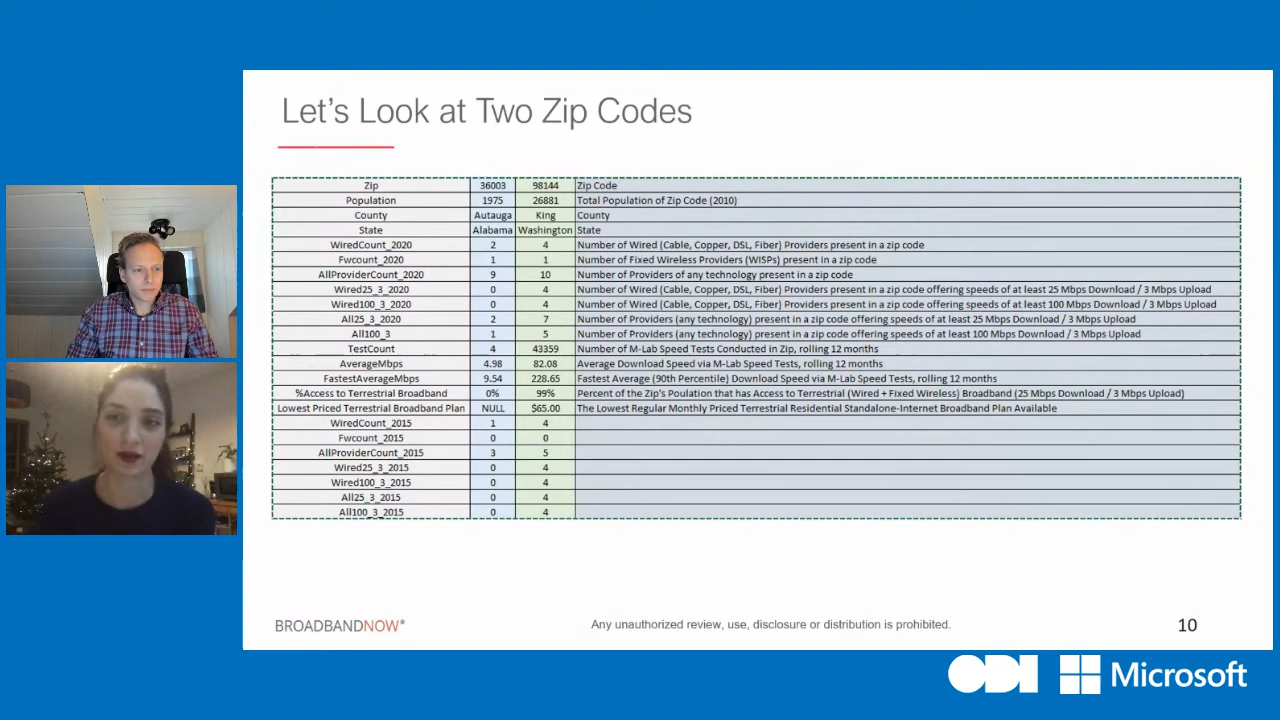 Let's Look at Two Zip Codes
Zip 36003 98144 Zip Code
Population 1975 26881 Total Population of Zip Code (2010)
County Autauga King County
State Alabama Washington State
WiredCount_2020 2 4 Number of Wired (Cable, Copper, DSL, Fiber) Providers present in a zip code
Fwcount_2020 1 1 Number of Fixed Wireless Providers (WISPs) present in a zip code
AllProviderCount_2020 9 10 Number of Providers of any technology present in a zip code
Wired25_3_2020 0 4 Number of Wired (Cable, Copper, DSL, Fiber) Providers present in a zip code offering speeds of at least 25 Mbps Download / 3 Mbps Upload
Wired100_3_2020 0 4 Number of Wired (Cable, Copper, DSL, Fiber) Providers present in a zip code offering speeds of at least 100 Mbps Download / 3 Mbps Upload
All25_3_2020 2 7 Number of Providers (any technology) present in a zip code offering speeds of at least 25 Mbps Download / 3 Mbps Upload
All100_3 1 5 Number of Providers (any technology) present in a zip code offering speeds of at least 100 Mbps Download / 3 Mbps Upload
TestCount 4 43359 Number of M-Lab Speed Tests Conducted in Zip, rolling 12 months
AverageMbps 4.98 82.08 Average Download Speed via M-Lab Speed Tests, rolling 12 months
FastestAverageMbps 9.54 228.65 Fastest Average (90th Percentile) Download Speed via M-Lab Speed Tests, rolling 12 months
%Access to Terrestrial Broadband 0% 99% Percent of the Zip's Poulation that has Access to Terrestrial (Wired + Fixed Wireless) Broadband (25 Mbps Download / 3 Mbps Upload)
Lowest Priced Terrestrial Broadband Plan NULL $65.00 The Lowest Regular Monthly Priced Terrestrial Residential Standalone-Internet Broadband Plan Available
WiredCount_2015 1 4
Fwcount_2015 0 0
AllProviderCount_2015 3 5
Wired25_3_2015 0 4
Wired100_3_2015 0 4
All25_3_2015 0 4
All100_3_2015 0 4
BROADBANDNOW®
Any unauthorized review, use, disclosure or distribution is prohibited.
10
ODI Microsoft